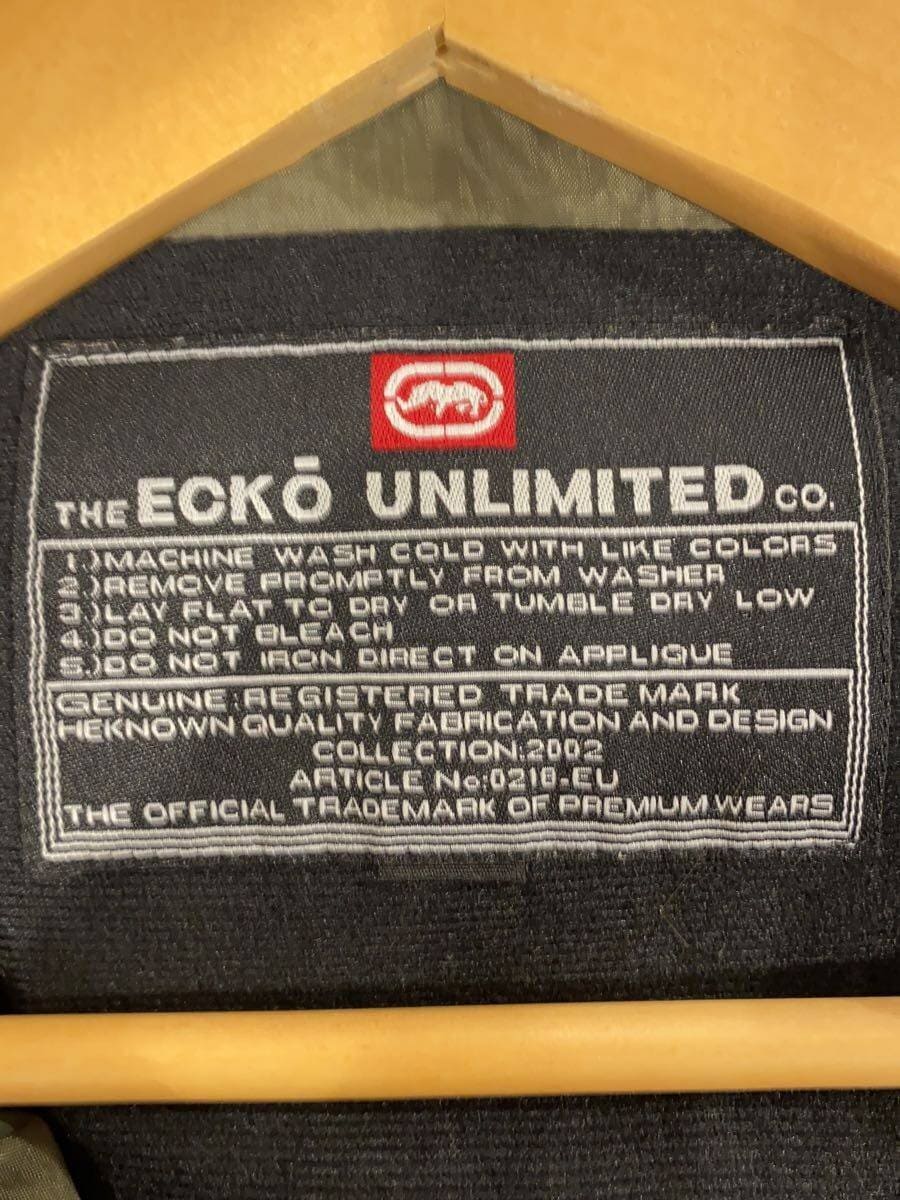 THE ECKŌ UNLIMITED CO.
1.)MACHINE WASH COLD WITH LIKE COLORS
2.)REMOVE PROMPTLY FROM WASHER
3.)LAY FLAT TO DRY OR TUMBLE DRY LOW
4.)DO NOT BLEACH
5.)DO NOT IRON DIRECT ON APPLIQUE
GENUINE:REGISTERED TRADE MARK
HEKNOWN QUALITY FABRICATION AND DESIGN
COLLECTION:2002
ARTICLE No:0210-EU
THE OFFICIAL TRADEMARK OF PREMIUM WEARS